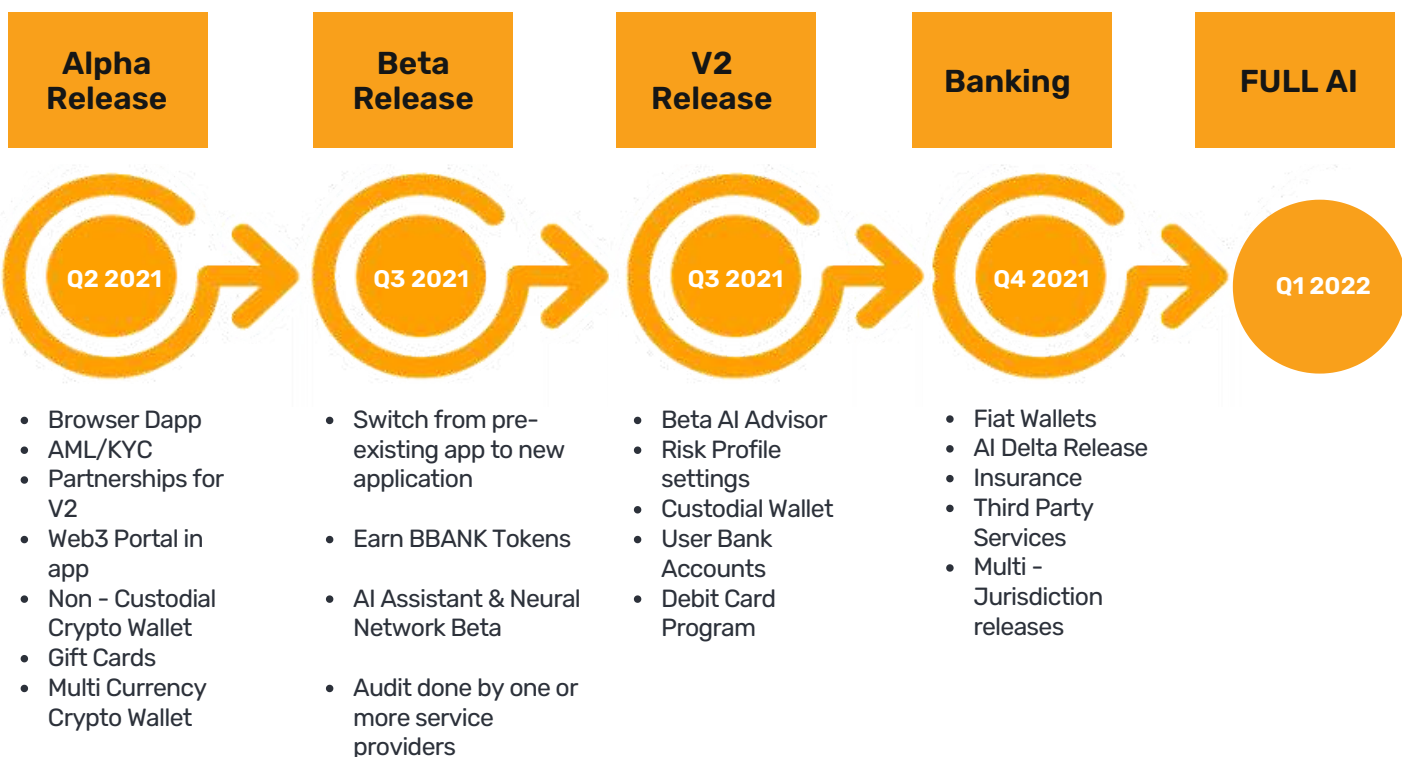 Alpha
Release
Beta
Release
V2
Release
Banking
FULL AI
Q2 2021
Q3 2021
Q3 2021
Q4 2021
Q1 2022
• Browser Dapp
• AML/KYC
• Partnerships for
V2
• Web3 Portal in
app
• Non - Custodial
Crypto Wallet
• Gift Cards
• Multi Currency
Crypto Wallet
• Switch from pre-
existing app to new
application
• Earn BBANK Tokens
• AI Assistant & Neural
Network Beta
• Audit done by one or
more service
providers
• Beta AI Advisor
• Risk Profile
settings
• Custodial Wallet
• User Bank
Accounts
• Debit Card
Program
• Fiat Wallets
• AI Delta Release
• Insurance
• Third Party
Services
• Multi -
Jurisdiction
releases